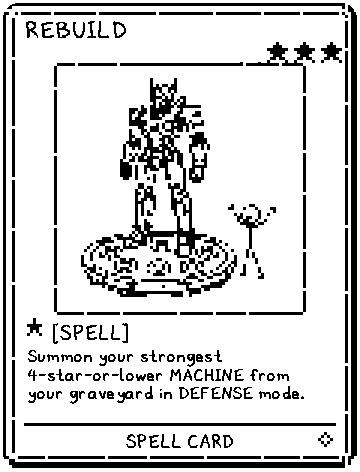 REBUILD
[SPELL]
Summon your strongest
4-star-or-lower MACHINE from
your graveyard in DEFENSE mode.
SPELL CARD